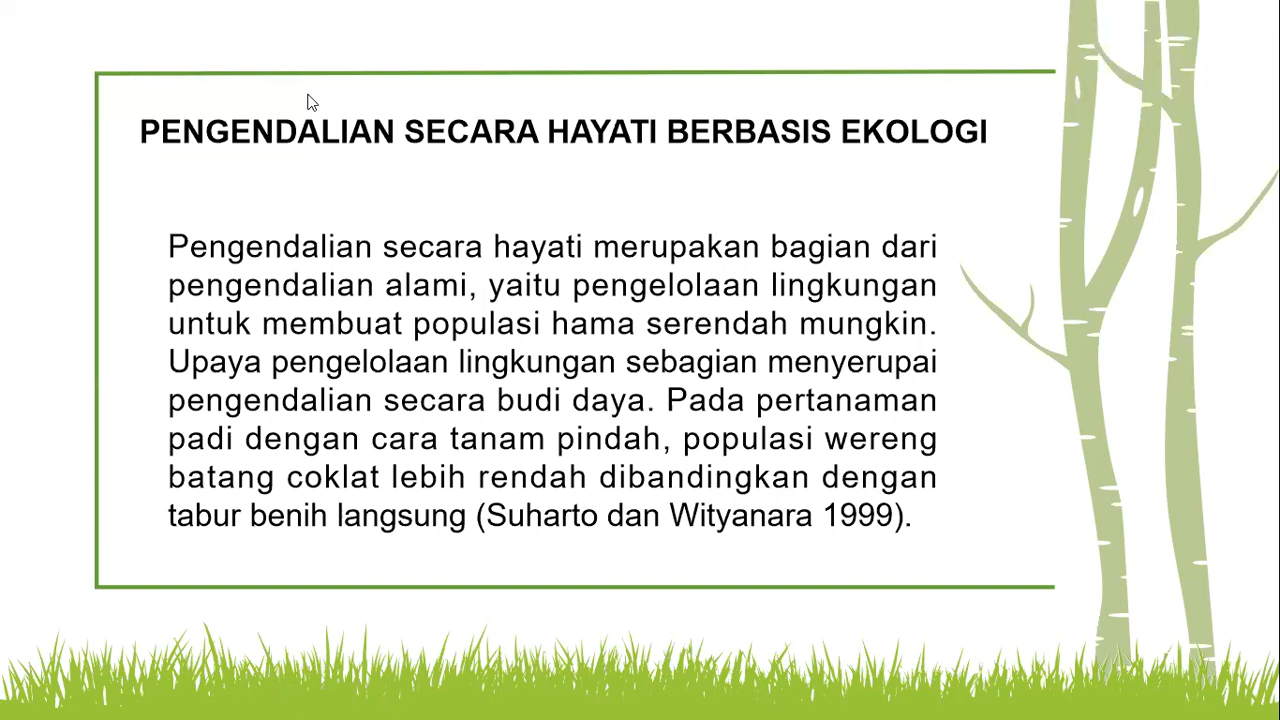 PENGENDALIAN SECARA HAYATI BERBASIS EKOLOGI
Pengendalian secara hayati merupakan bagian dari
pengendalian alami, yaitu pengelolaan lingkungan
untuk membuat populasi hama serendah mungkin.
Upaya pengelolaan lingkungan sebagian menyerupai
pengendalian secara budi daya. Pada pertanaman
padi dengan cara tanam pindah, populasi wereng
batang coklat lebih rendah dibandingkan dengan
tabur benih langsung (Suharto dan Wityanara 1999).